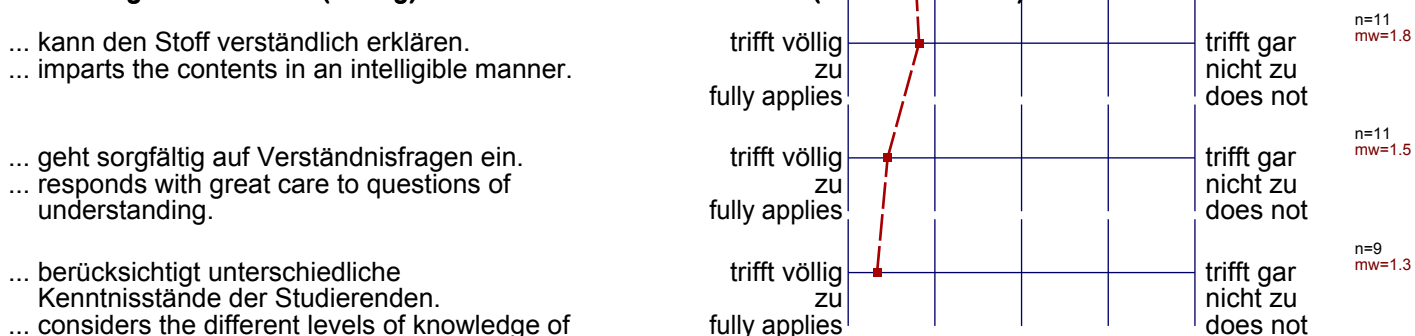 ... kann den Stoff verständlich erklären.
... imparts the contents in an intelligible manner.
trifft völlig
zu
fully applies
trifft gar
nicht zu
does not
n=11
mw=1.8
... geht sorgfältig auf Verständnisfragen ein.
... responds with great care to questions of
understanding.
trifft völlig
zu
fully applies
trifft gar
nicht zu
does not
n=11
mw=1.5
... berücksichtigt unterschiedliche
Kenntnisstände der Studierenden.
... considers the different levels of knowledge of
trifft völlig
zu
fully applies
trifft gar
nicht zu
does not
n=9
mw=1.3